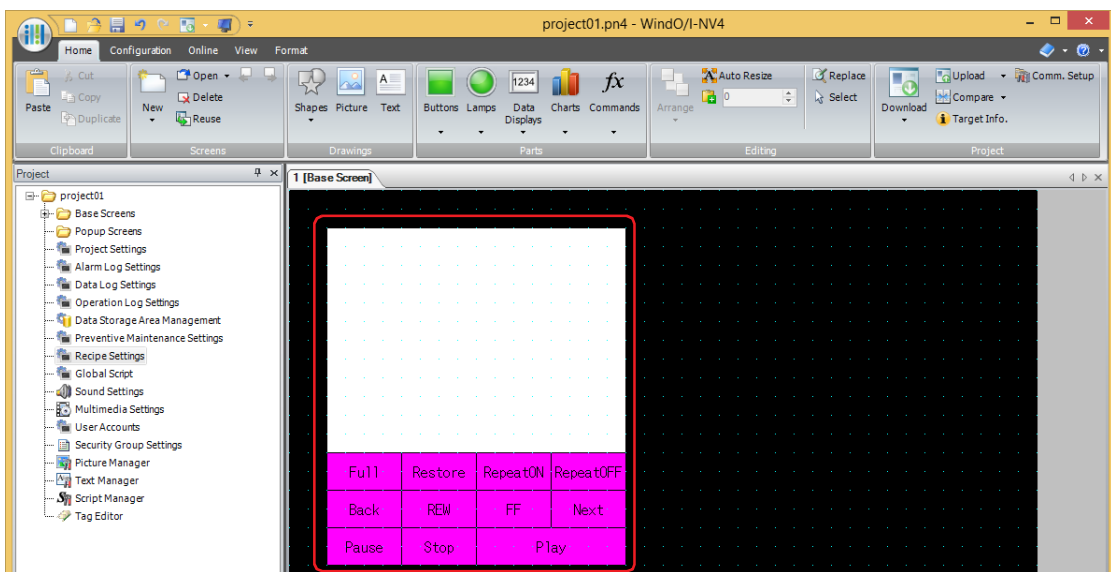 project01.pn4 - WindO/I-NV4
Home Configuration Online View Format
Cut
Copy
Duplicate
Paste
New
Open
Delete
Reuse
Shapes Picture Text
Buttons Lamps Data Displays Charts Commands
1234
fx
Arrange
Auto Resize
0
Replace
Select
Download
Upload
Compare
Target Info.
Comm. Setup
Clipboard Screens Drawings Parts Editing Project
Project
1 [Base Screen]
project01
Base Screens
Popup Screens
Project Settings
Alarm Log Settings
Data Log Settings
Operation Log Settings
Data Storage Area Management
Preventive Maintenance Settings
Recipe Settings
Global Script
Sound Settings
Multimedia Settings
User Accounts
Security Group Settings
Picture Manager
Text Manager
Script Manager
Tag Editor
Full Restore RepeatON RepeatOFF
Back REW FF Next
Pause Stop Play